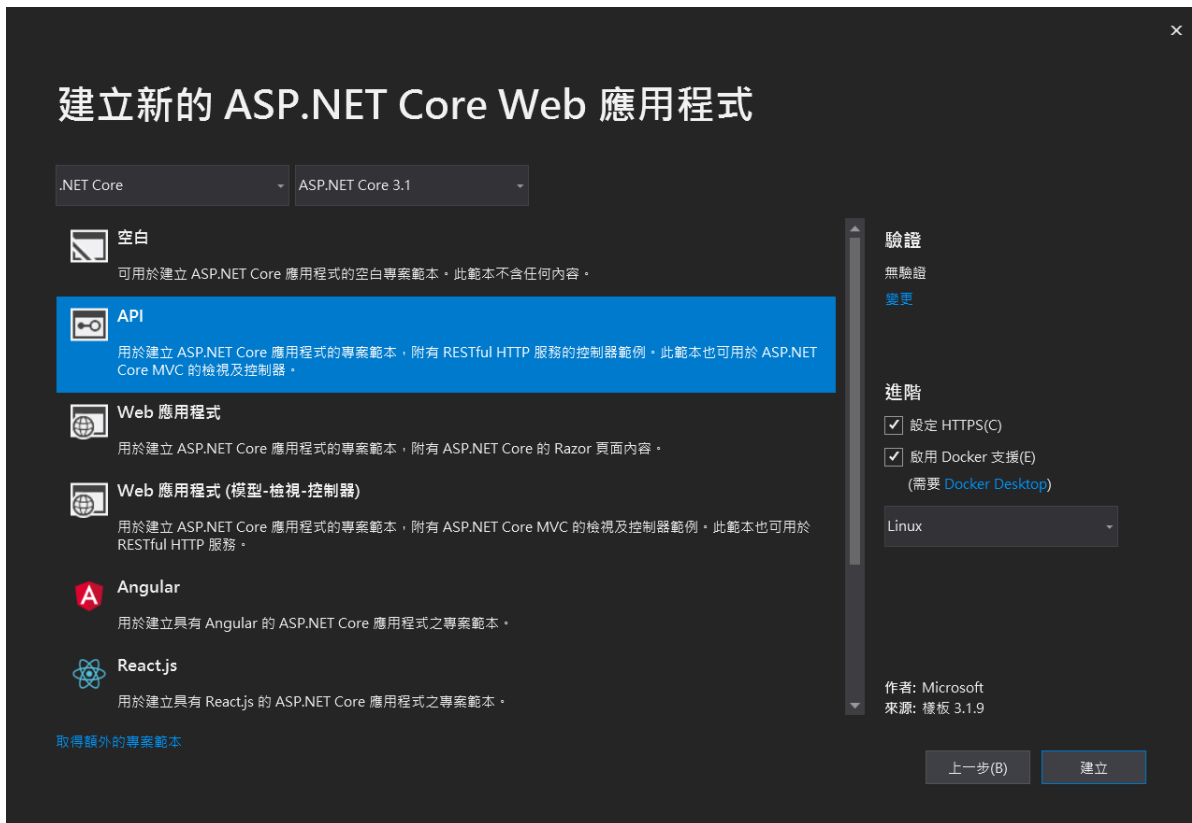 建立新的 ASP.NET Core Web 應用程式
.NET Core
ASP.NET Core 3.1
空白
可用於建立 ASP.NET Core 應用程式的空白專案範本。此範本不含任何內容。
API
用於建立 ASP.NET Core 應用程式的專案範本，附有 RESTful HTTP 服務的控制器範例。此範本也可用於 ASP.NET
Core MVC 的檢視及控制器。
Web 應用程式
用於建立 ASP.NET Core 應用程式的專案範本，附有 ASP.NET Core 的 Razor 頁面內容。
Web 應用程式 (模型-檢視-控制器)
用於建立 ASP.NET Core 應用程式的專案範本，附有 ASP.NET Core MVC 的檢視及控制器範例。此範本也可用於
RESTful HTTP 服務。
Angular
用於建立具有 Angular 的 ASP.NET Core 應用程式之專案範本。
React.js
用於建立具有 React.js 的 ASP.NET Core 應用程式之專案範本。
取得額外的專案範本
驗證
無驗證
變更
進階
設定 HTTPS(C)
啟用 Docker 支援(E)
(需要 Docker Desktop)
Linux
作者: Microsoft
來源: 樣板 3.1.9
上一步(B)
建立